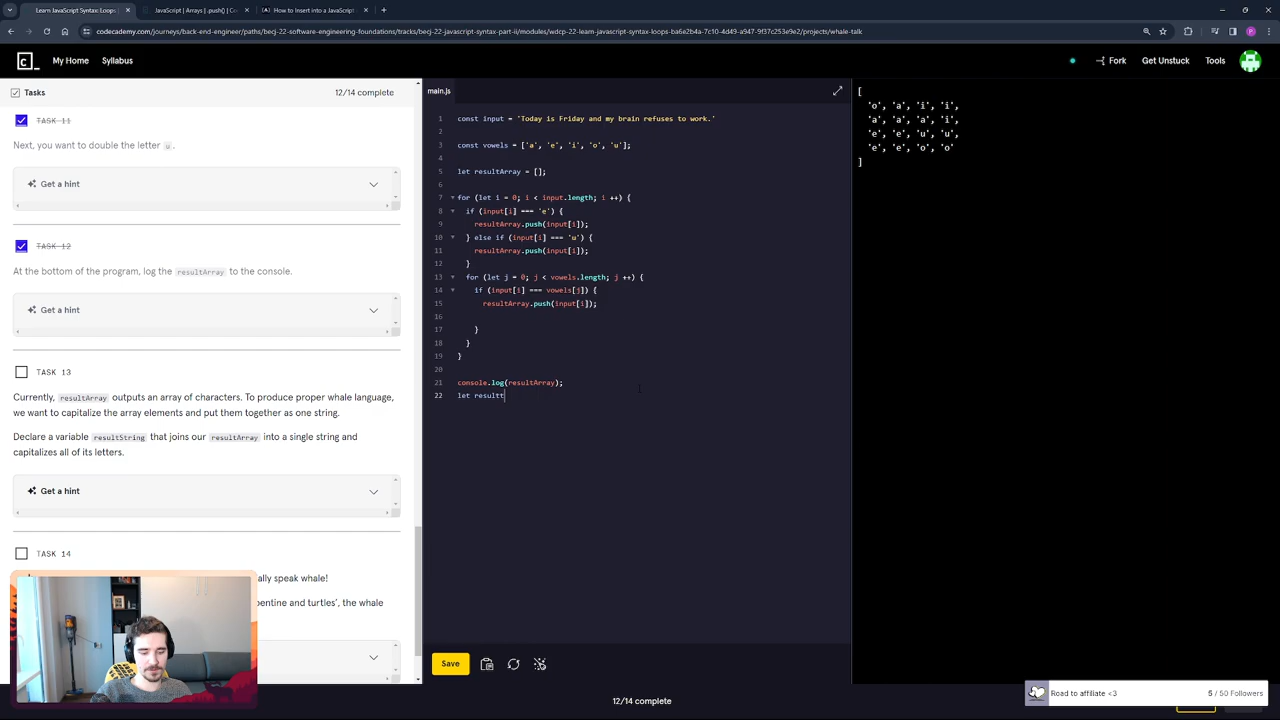 Learn JavaScript Syntax: Loops
JavaScript | Arrays | .push() | Co
How to Insert into a JavaScript
codecademy.com/journeys/back-end-engineer/paths/becj-22-software-engineering-foundations/tracks/becj-22-javascript-syntax-part-ii/modules/wdcp-22-learn-javascript-syntax-loops-ba6e2b4a-7c10-4d49-a947-9f37c253e9e2/projects/whale-talk
My Home Syllabus Fork Get Unstuck Tools
Tasks 12/14 complete
TASK 11
Next, you want to double the letter u.
Get a hint
TASK 12
At the bottom of the program, log the resultArray to the console.
Get a hint
TASK 13
Currently, resultArray outputs an array of characters. To produce proper whale language,
we want to capitalize the array elements and put them together as one string.
Declare a variable resultString that joins our resultArray into a single string and
capitalizes all of its letters.
Get a hint
TASK 14
ally speak whale!
pentine and turtles', the whale
main.js
1 const input = 'Today is Friday and my brain refuses to work.'
2
3 const vowels = ['a', 'e', 'i', 'o', 'u'];
4
5 let resultArray = [];
6
7 for (let i = 0; i < input.length; i ++) {
8 if (input[i] === 'e') {
9 resultArray.push(input[i]);
10 } else if (input[i] === 'u') {
11 resultArray.push(input[i]);
12 }
13 for (let j = 0; j < vowels.length; j ++) {
14 if (input[i] === vowels[j]) {
15 resultArray.push(input[i]);
16
17 }
18 }
19 }
20
21 console.log(resultArray);
22 let resultt
Save
12/14 complete
[
'o', 'a', 'i', 'i',
'a', 'a', 'a', 'i',
'e', 'e', 'u', 'u',
'e', 'e', 'o', 'o'
]
Road to affiliate <3 5 / 50 Followers